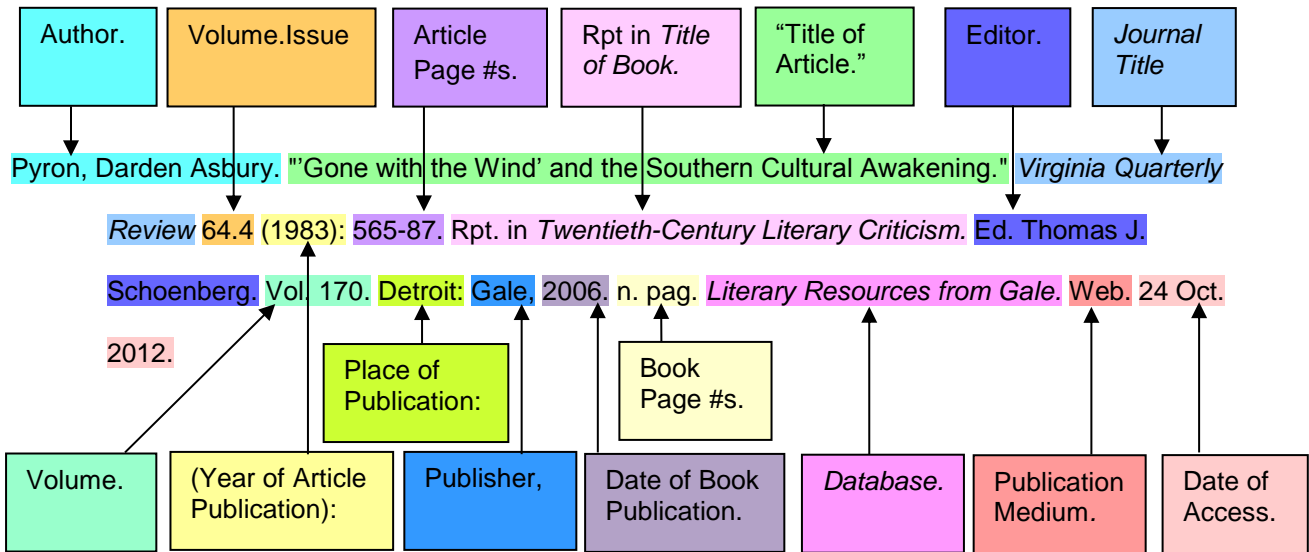 Author.
Volume.Issue
Article
Page #s.
Rpt in Title
of Book.
“Title of
Article.”
Editor.
Journal
Title
Pyron, Darden Asbury. "’Gone with the Wind’ and the Southern Cultural Awakening." Virginia Quarterly
Review 64.4 (1983): 565-87. Rpt. in Twentieth-Century Literary Criticism. Ed. Thomas J.
Schoenberg. Vol. 170. Detroit: Gale, 2006. n. pag. Literary Resources from Gale. Web. 24 Oct.
2012.
Place of
Publication:
Book
Page #s.
Volume.
(Year of Article
Publication):
Publisher,
Date of Book
Publication.
Database.
Publication
Medium.
Date of
Access.